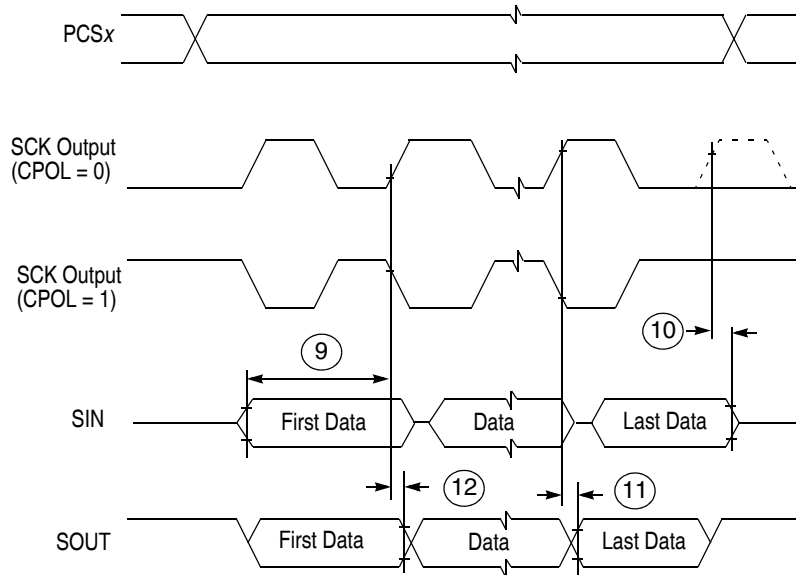 PCSx
SCK Output
(CPOL = 0)
SCK Output
(CPOL = 1)
10
9
SIN
First Data
Data
Last Data
12
11
SOUT
First Data
Data
Last Data